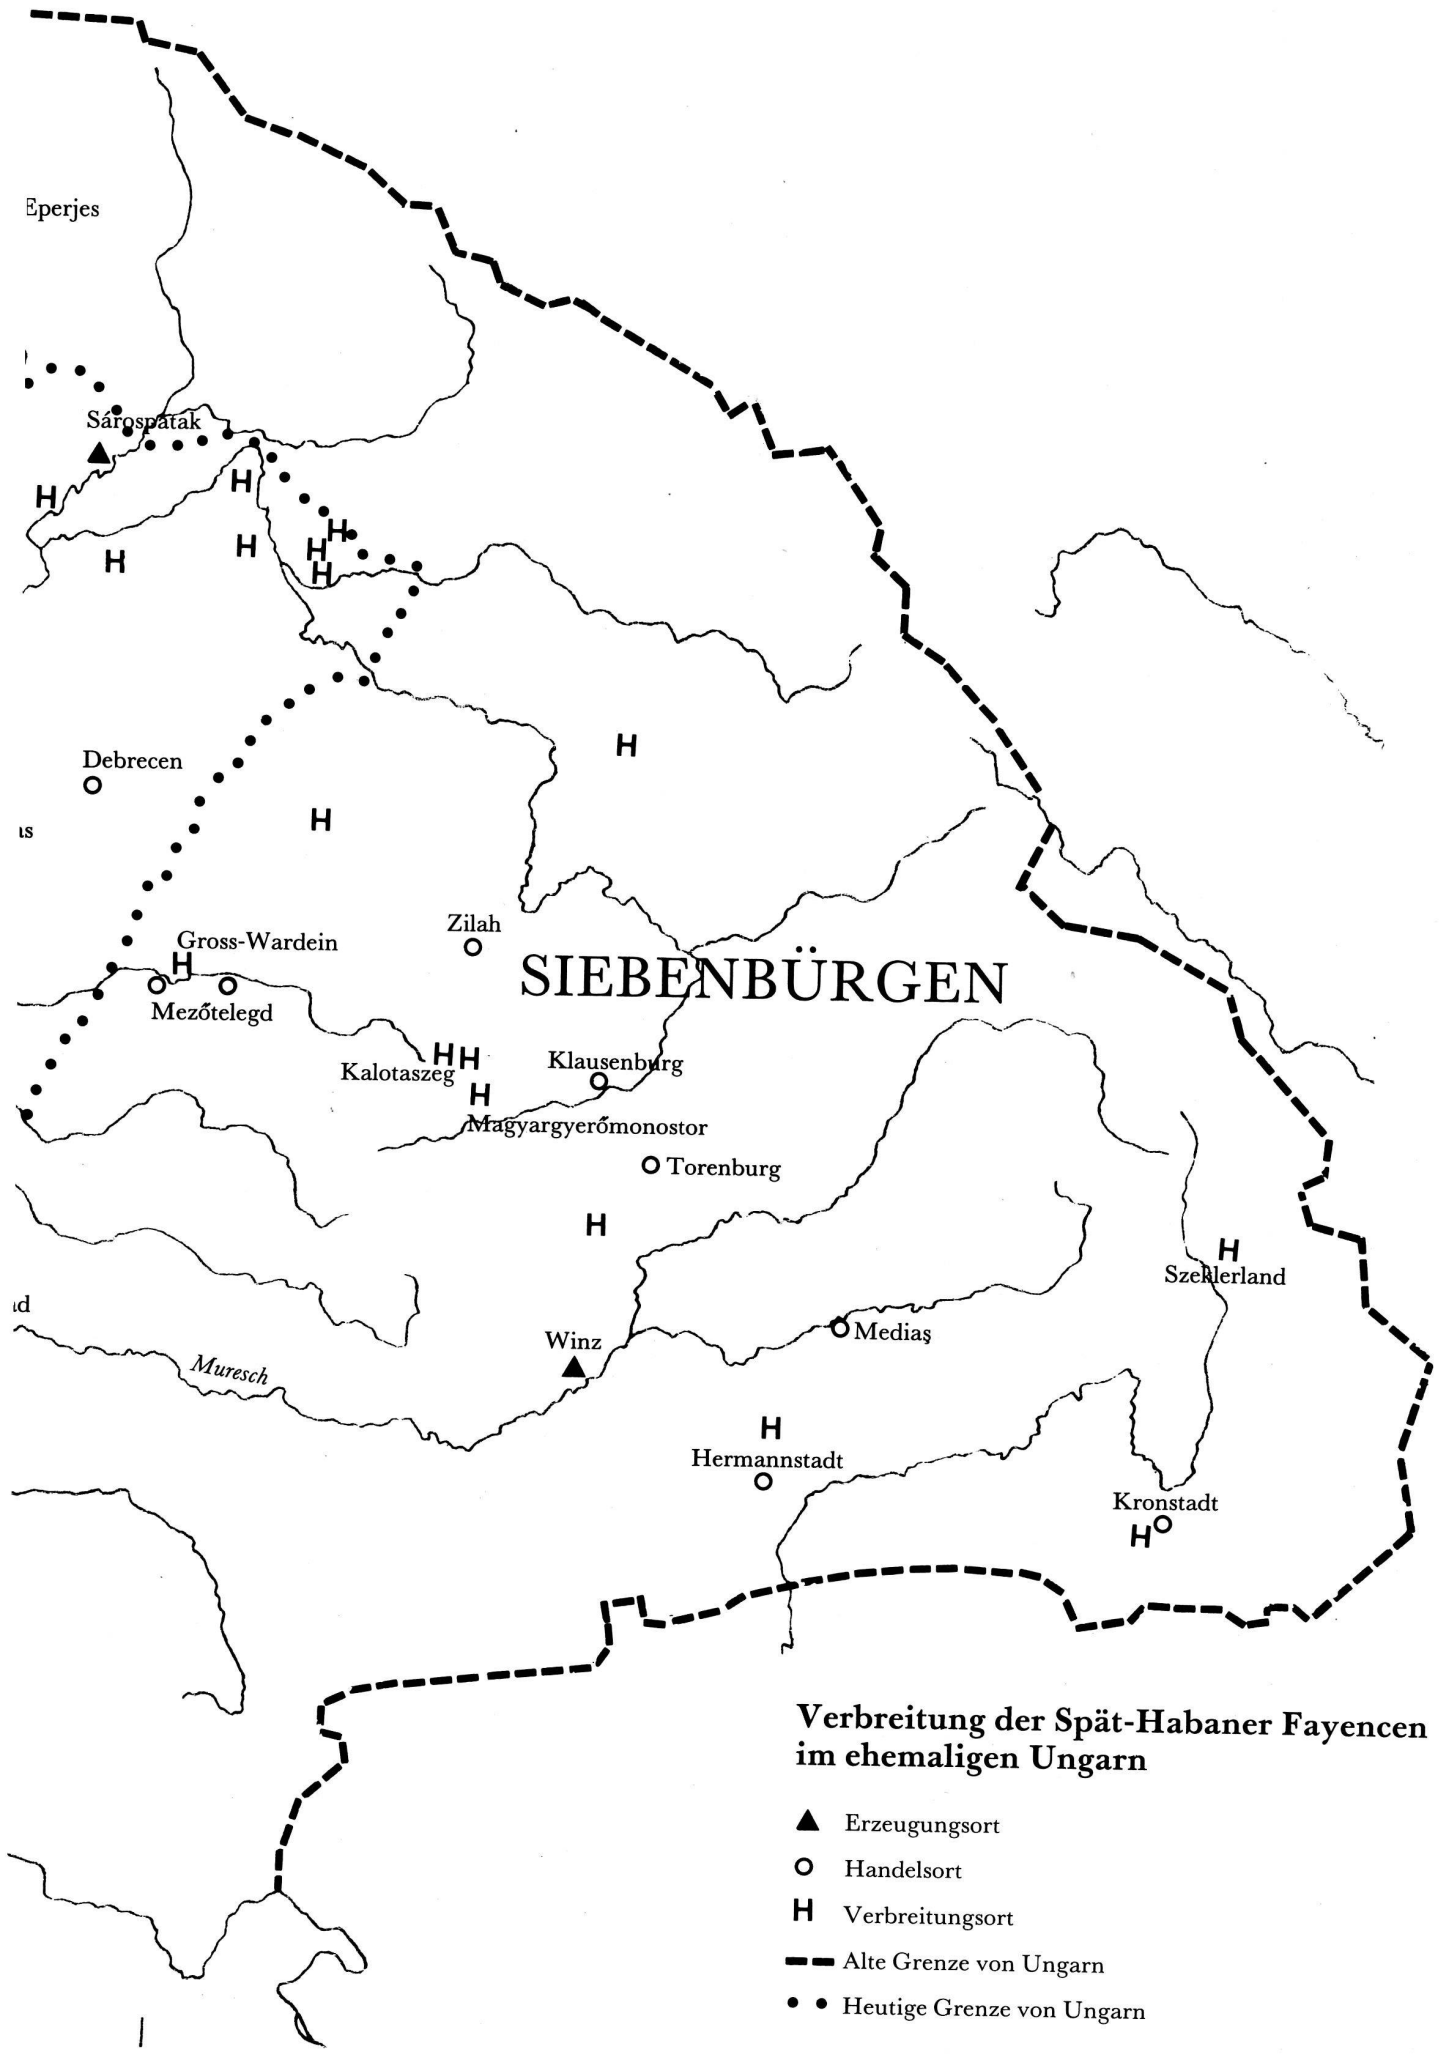 Eperjes
Sárospatak
H
H
H
H
H
H
H
H
Debrecen
H
Zilah
Gross-Wardein
H
SIEBENBÜRGEN
Mezőtelegd
H H
Klausenburg
Kalotaszeg
H
Magyargyerőmonostor
Torenburg
H
H
Szeklerland
Mediaş
Winz
Muresch
H
Hermannstadt
Kronstadt
H
Verbreitung der Spät-Habaner Fayencen
im ehemaligen Ungarn
Erzeugungsort
Handelsort
H Verbreitungsort
Alte Grenze von Ungarn
Heutige Grenze von Ungarn